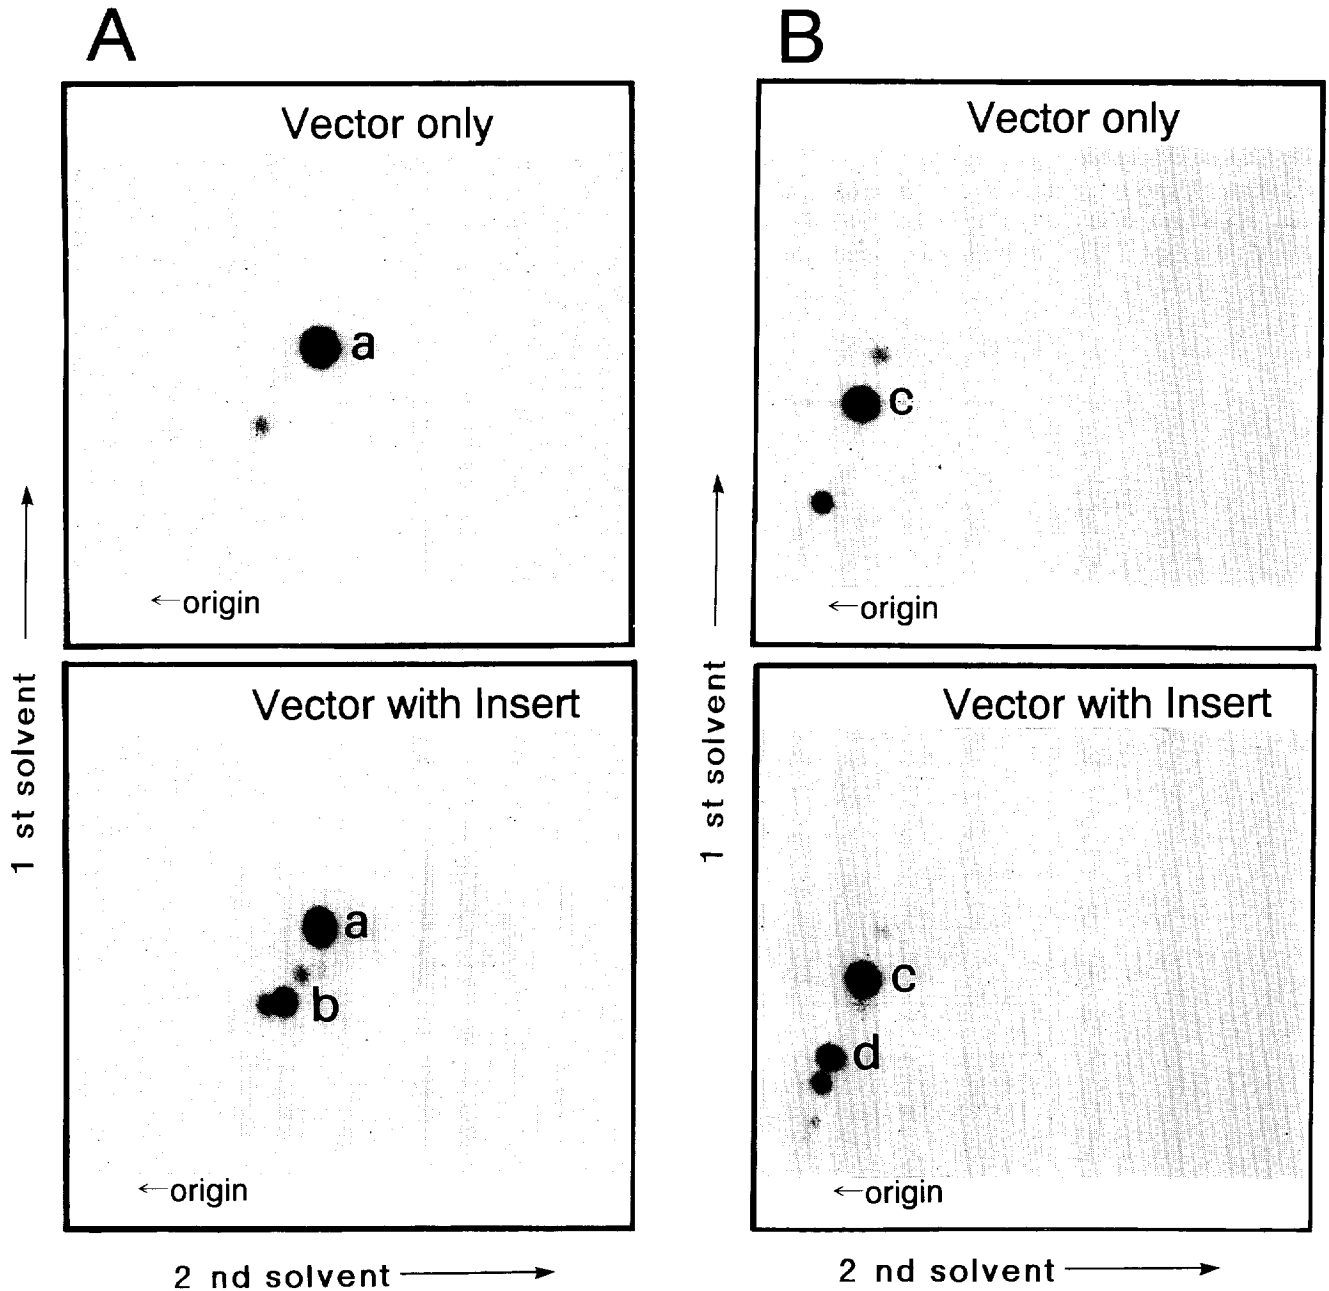 A
B
Vector only
a
←origin
Vector only
c
←origin
Vector with Insert
a
b
←origin
Vector with Insert
c
d
←origin
1 st solvent
1 st solvent
2 nd solvent
2 nd solvent